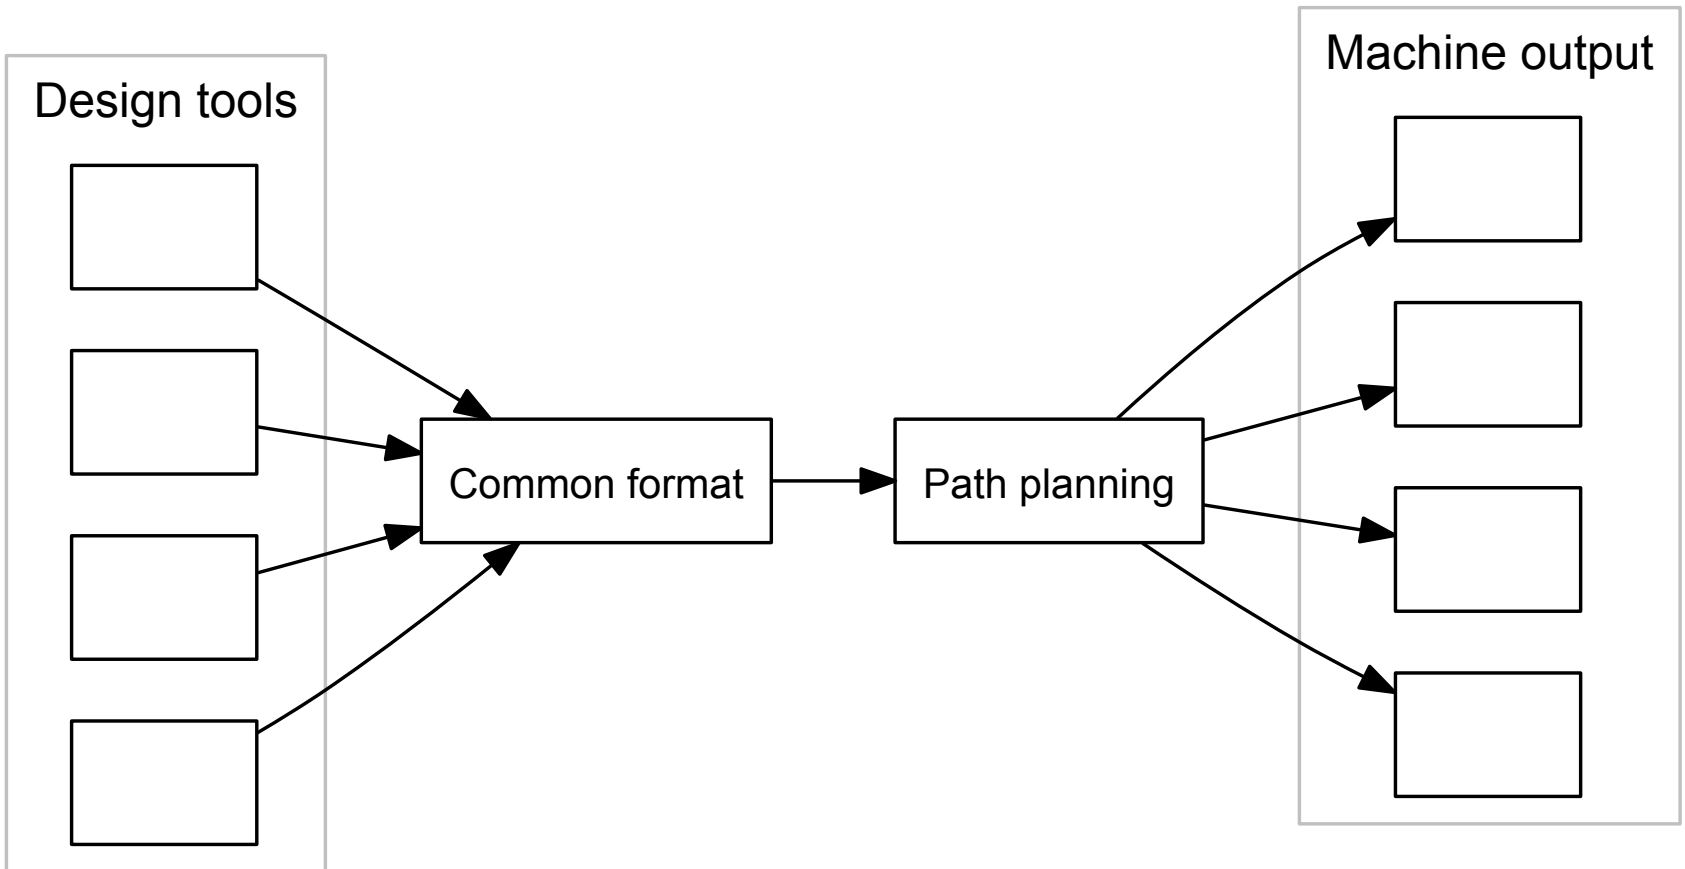 Design tools
Common format
Path planning
Machine output